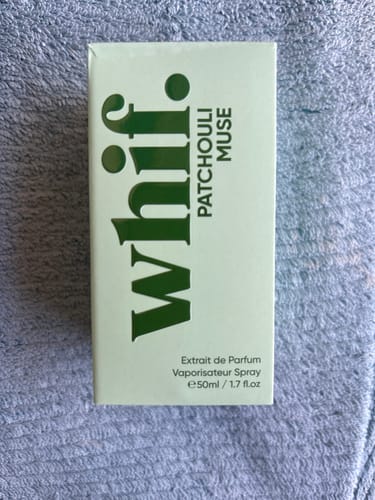 whif.
PATCHOULI
MUSE
Extrait de Parfum
Vaporisateur Spray
℮50ml / 1.7 fl.oz